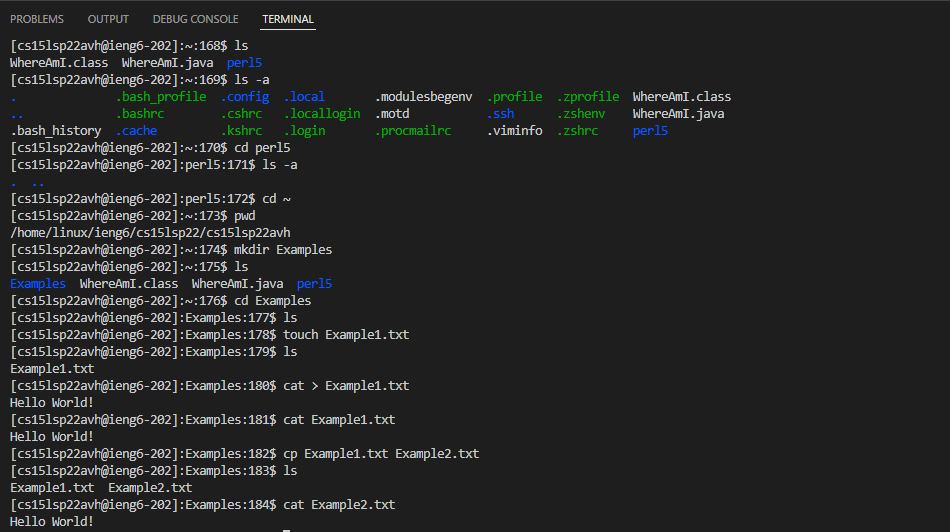 PROBLEMS OUTPUT DEBUG CONSOLE TERMINAL
[cs15lsp22avh@ieng6-202]:~:168$ ls
WhereAmI.class  WhereAmI.java  perl5
[cs15lsp22avh@ieng6-202]:~:169$ ls -a
.              .bash_profile  .config  .local       .modulesbegenv  .profile  .zprofile  WhereAmI.class
..             .bashrc        .cshrc   .locallogin  .motd           .ssh      .zshenv    WhereAmI.java
.bash_history  .cache         .kshrc   .login       .procmailrc     .viminfo  .zshrc     perl5
[cs15lsp22avh@ieng6-202]:~:170$ cd perl5
[cs15lsp22avh@ieng6-202]:perl5:171$ ls -a
.  ..
[cs15lsp22avh@ieng6-202]:perl5:172$ cd ~
[cs15lsp22avh@ieng6-202]:~:173$ pwd
/home/linux/ieng6/cs15lsp22/cs15lsp22avh
[cs15lsp22avh@ieng6-202]:~:174$ mkdir Examples
[cs15lsp22avh@ieng6-202]:~:175$ ls
Examples  WhereAmI.class  WhereAmI.java  perl5
[cs15lsp22avh@ieng6-202]:~:176$ cd Examples
[cs15lsp22avh@ieng6-202]:Examples:177$ ls
[cs15lsp22avh@ieng6-202]:Examples:178$ touch Example1.txt
[cs15lsp22avh@ieng6-202]:Examples:179$ ls
Example1.txt
[cs15lsp22avh@ieng6-202]:Examples:180$ cat > Example1.txt
Hello World!
[cs15lsp22avh@ieng6-202]:Examples:181$ cat Example1.txt
Hello World!
[cs15lsp22avh@ieng6-202]:Examples:182$ cp Example1.txt Example2.txt
[cs15lsp22avh@ieng6-202]:Examples:183$ ls
Example1.txt  Example2.txt
[cs15lsp22avh@ieng6-202]:Examples:184$ cat Example2.txt
Hello World!